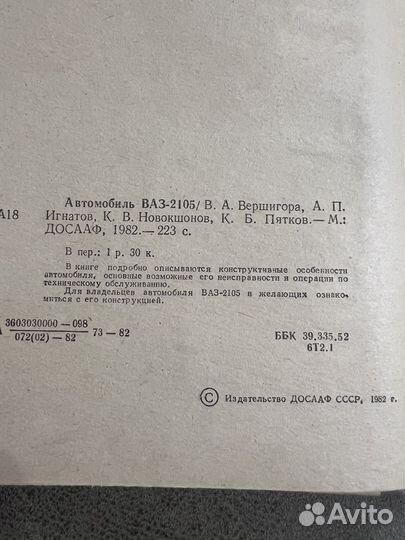 Автомобиль ВАЗ-2105/ В. А. Вершигора, А. П.
А18 Игнатов, К. В. Новокшонов, К. Б. Пятков.— М.:
ДОСААФ, 1982.— 223 с.
В пер.: 1 р. 30 к.
В книге подробно описываются конструктивные особенности
автомобиля, основные возможные его неисправности и операции по
техническому обслуживанию.
Для владельцев автомобиля ВАЗ-2105 и желающих ознако-
миться с его конструкцией.
А 3603030000 — 098
072(02) — 82
73 — 82
ББК 39.335.52
6Т2.1
© Издательство ДОСААФ СССР, 1982 г.
Avito